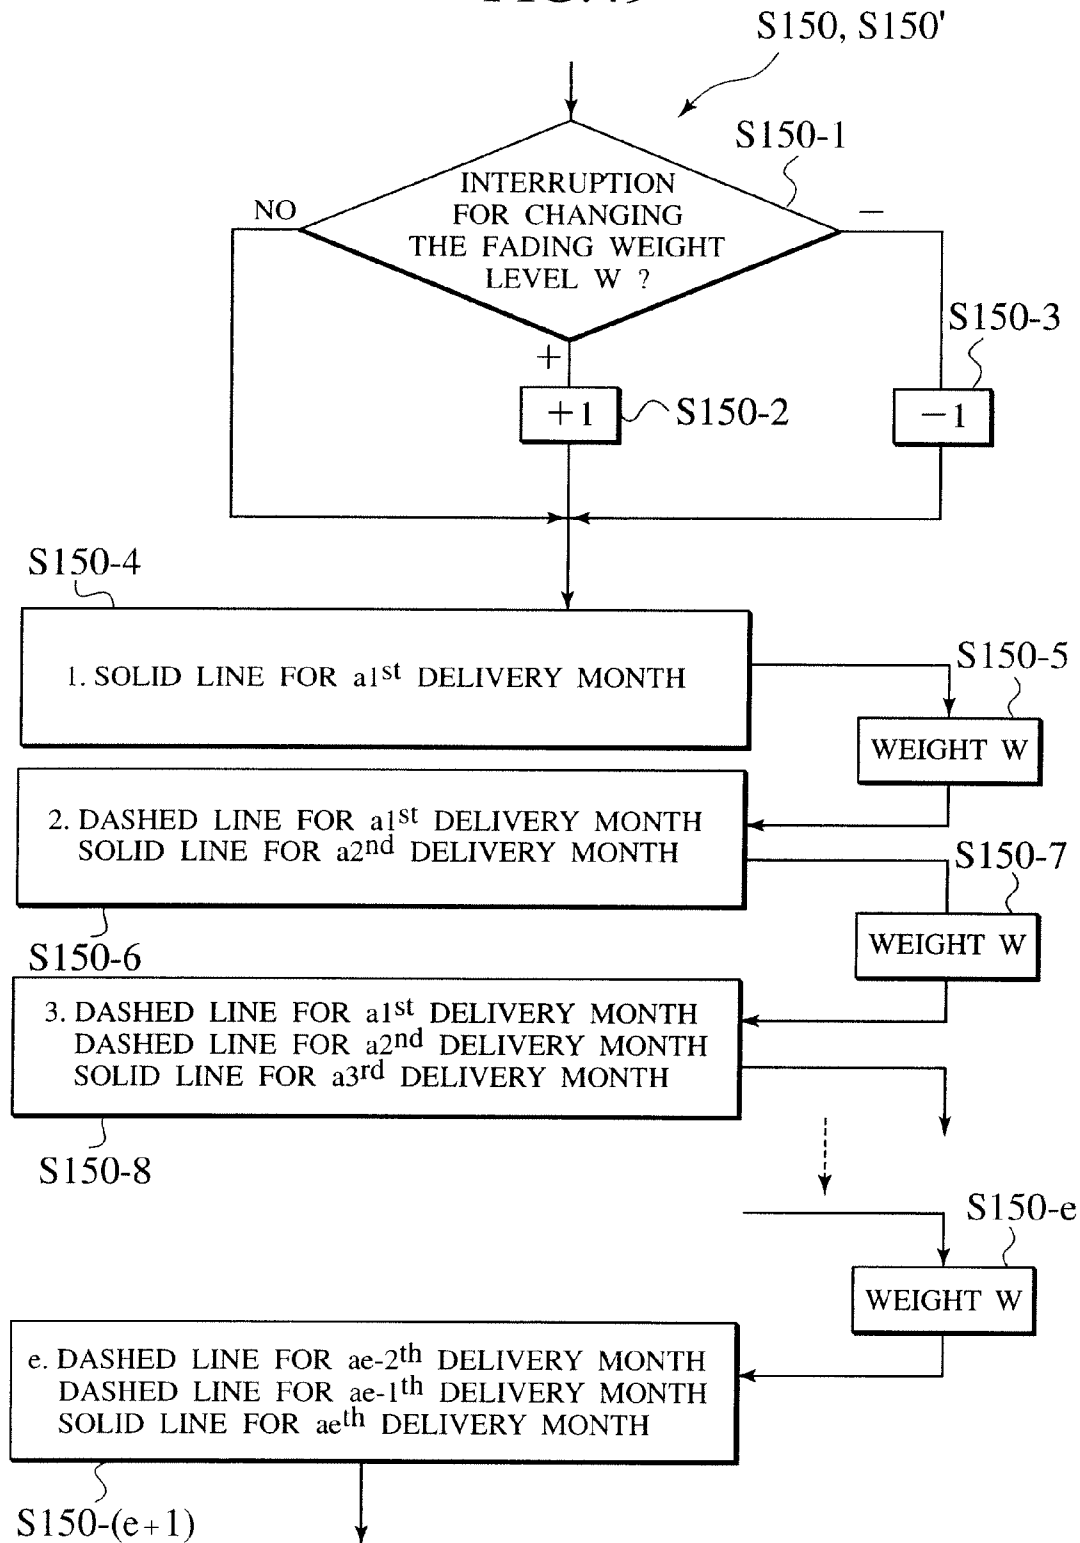 S150, S150'
S150-1
INTERRUPTION
FOR CHANGING
THE FADING WEIGHT
LEVEL W ?
NO
—
+
S150-3
+1
S150-2
−1
S150-4
1. SOLID LINE FOR a1st DELIVERY MONTH
S150-5
WEIGHT W
2. DASHED LINE FOR a1st DELIVERY MONTH
SOLID LINE FOR a2nd DELIVERY MONTH
S150-7
WEIGHT W
S150-6
3. DASHED LINE FOR a1st DELIVERY MONTH
DASHED LINE FOR a2nd DELIVERY MONTH
SOLID LINE FOR a3rd DELIVERY MONTH
S150-8
S150-e
WEIGHT W
e. DASHED LINE FOR ae-2th DELIVERY MONTH
DASHED LINE FOR ae-1th DELIVERY MONTH
SOLID LINE FOR aeth DELIVERY MONTH
S150-(e+1)